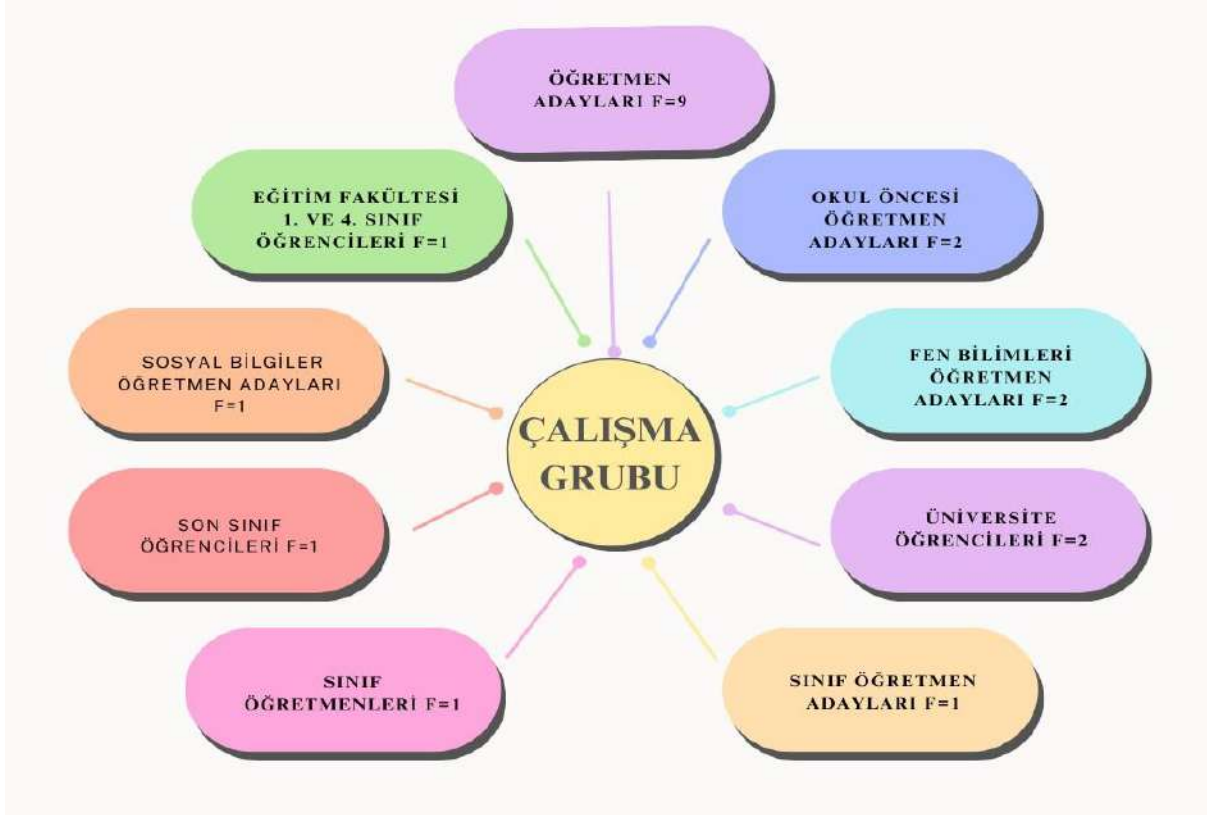 ÖĞRETMEN
ADAYLARI F=9
EĞİTİM FAKÜLTESİ
1. VE 4. SINIF
ÖĞRENCİLERİ F=1
OKUL ÖNCESİ
ÖĞRETMEN
ADAYLARI F=2
SOSYAL BİLGİLER
ÖĞRETMEN ADAYLARI
F=1
FEN BİLİMLERİ
ÖĞRETMEN
ADAYLARI F=2
ÇALIŞMA
GRUBU
SON SINIF
ÖĞRENCİLERİ F=1
ÜNİVERSİTE
ÖĞRENCİLERİ F=2
SINIF
ÖĞRETMENLERİ F=1
SINIF ÖĞRETMEN
ADAYLARI F=1